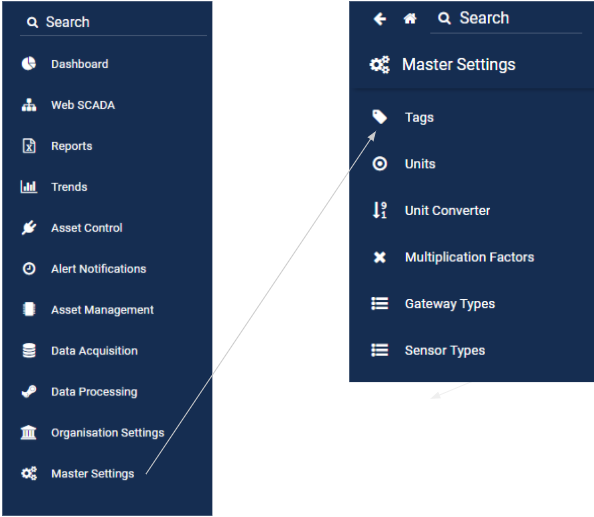 Search
Dashboard
Web SCADA
Reports
Trends
Asset Control
Alert Notifications
Asset Management
Data Acquisition
Data Processing
Organisation Settings
Master Settings
Search
Master Settings
Tags
Units
Unit Converter
Multiplication Factors
Gateway Types
Sensor Types